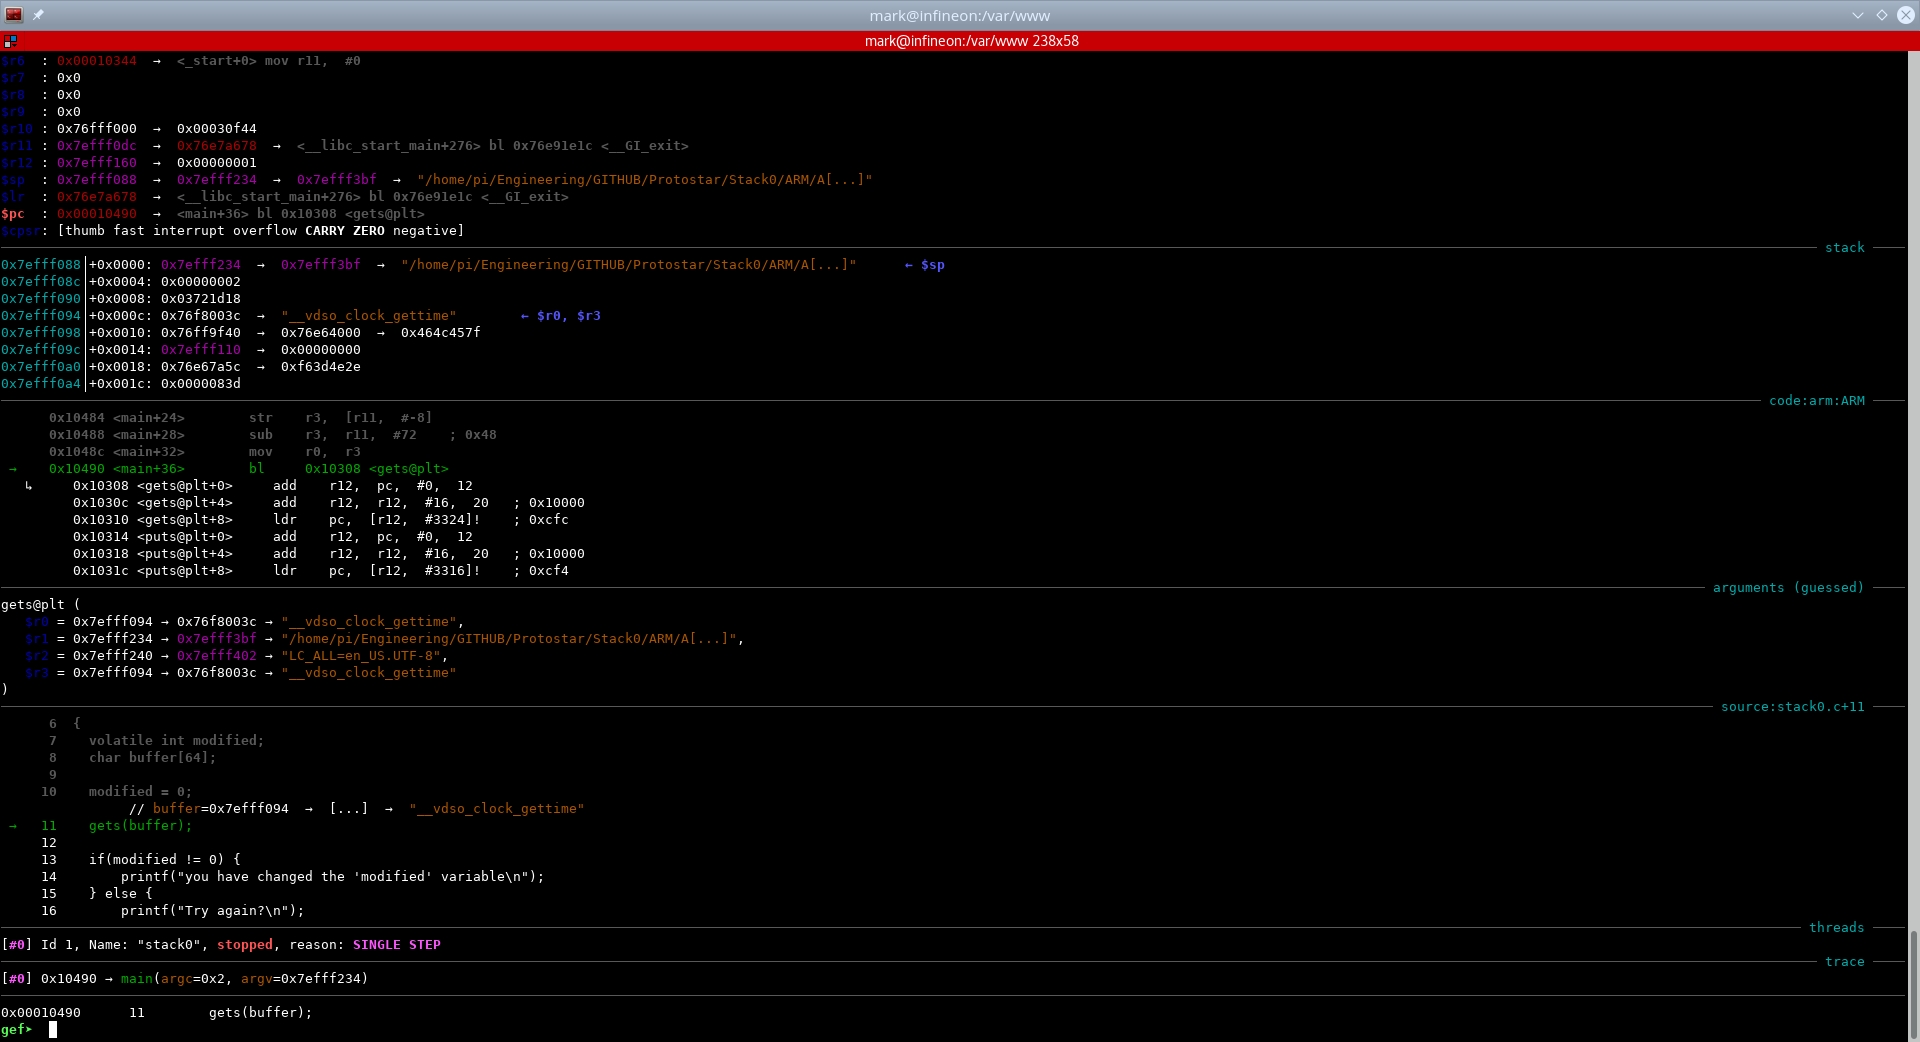 mark@infineon:/var/www
mark@infineon:/var/www 238x58
$r6  : 0x00010344  →  <_start+0> mov r11,  #0
$r7  : 0x0
$r8  : 0x0
$r9  : 0x0
$r10 : 0x76fff000  →  0x00030f44
$r11 : 0x7efff0dc  →  0x76e7a678  →  <__libc_start_main+276> bl 0x76e91e1c <__GI_exit>
$r12 : 0x7efff160  →  0x00000001
$sp  : 0x7efff088  →  0x7efff234  →  0x7efff3bf  →  "/home/pi/Engineering/GITHUB/Protostar/Stack0/ARM/A[...]"
$lr  : 0x76e7a678  →  <__libc_start_main+276> bl 0x76e91e1c <__GI_exit>
$pc  : 0x00010490  →  <main+36> bl 0x10308 <gets@plt>
$cpsr: [thumb fast interrupt overflow CARRY ZERO negative]
stack
0x7efff088│+0x0000: 0x7efff234  →  0x7efff3bf  →  "/home/pi/Engineering/GITHUB/Protostar/Stack0/ARM/A[...]"      ← $sp
0x7efff08c│+0x0004: 0x00000002
0x7efff090│+0x0008: 0x03721d18
0x7efff094│+0x000c: 0x76f8003c  →  "__vdso_clock_gettime"        ← $r0, $r3
0x7efff098│+0x0010: 0x76ff9f40  →  0x76e64000  →  0x464c457f
0x7efff09c│+0x0014: 0x7efff110  →  0x00000000
0x7efff0a0│+0x0018: 0x76e67a5c  →  0xf63d4e2e
0x7efff0a4│+0x001c: 0x0000083d
code:arm:ARM
0x10484 <main+24>        str    r3,  [r11,  #-8]
0x10488 <main+28>        sub    r3,  r11,  #72    ; 0x48
0x1048c <main+32>        mov    r0,  r3
→    0x10490 <main+36>        bl     0x10308 <gets@plt>
↳     0x10308 <gets@plt+0>     add    r12,  pc,  #0,  12
0x1030c <gets@plt+4>     add    r12,  r12,  #16,  20   ; 0x10000
0x10310 <gets@plt+8>     ldr    pc,  [r12,  #3324]!    ; 0xcfc
0x10314 <puts@plt+0>     add    r12,  pc,  #0,  12
0x10318 <puts@plt+4>     add    r12,  r12,  #16,  20   ; 0x10000
0x1031c <puts@plt+8>     ldr    pc,  [r12,  #3316]!    ; 0xcf4
arguments (guessed)
gets@plt (
$r0 = 0x7efff094 → 0x76f8003c → "__vdso_clock_gettime",
$r1 = 0x7efff234 → 0x7efff3bf → "/home/pi/Engineering/GITHUB/Protostar/Stack0/ARM/A[...]",
$r2 = 0x7efff240 → 0x7efff402 → "LC_ALL=en_US.UTF-8",
$r3 = 0x7efff094 → 0x76f8003c → "__vdso_clock_gettime"
)
source:stack0.c+11
6  {
7    volatile int modified;
8    char buffer[64];
9
10    modified = 0;
// buffer=0x7efff094  →  [...]  →  "__vdso_clock_gettime"
→   11    gets(buffer);
12
13    if(modified != 0) {
14        printf("you have changed the 'modified' variable\n");
15    } else {
16        printf("Try again?\n");
threads
[#0] Id 1, Name: "stack0", stopped, reason: SINGLE STEP
trace
[#0] 0x10490 → main(argc=0x2, argv=0x7efff234)
0x00010490      11        gets(buffer);
gef➤